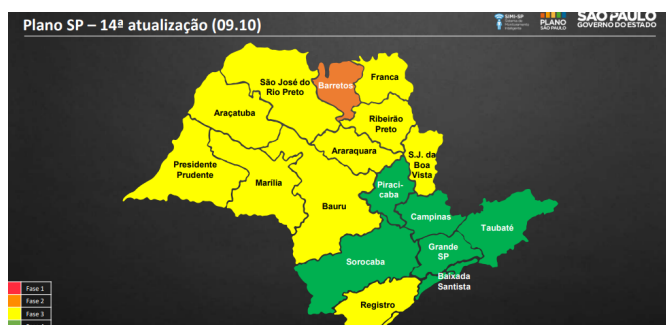 Plano SP – 14ª atualização (09.10)
SIMI-SP
PLANO
SÃO PAULO
SÃO PAULO
GOVERNO DO ESTADO
São José do
Rio Preto
Barretos
Franca
Araçatuba
Ribeirão
Preto
Araraquara
S.J. da
Boa
Vista
Presidente
Prudente
Marília
Piraci-
caba
Bauru
Campinas
Taubaté
Grande
SP
Sorocaba
Baixada
Santista
Registro
Fase 1
Fase 2
Fase 3